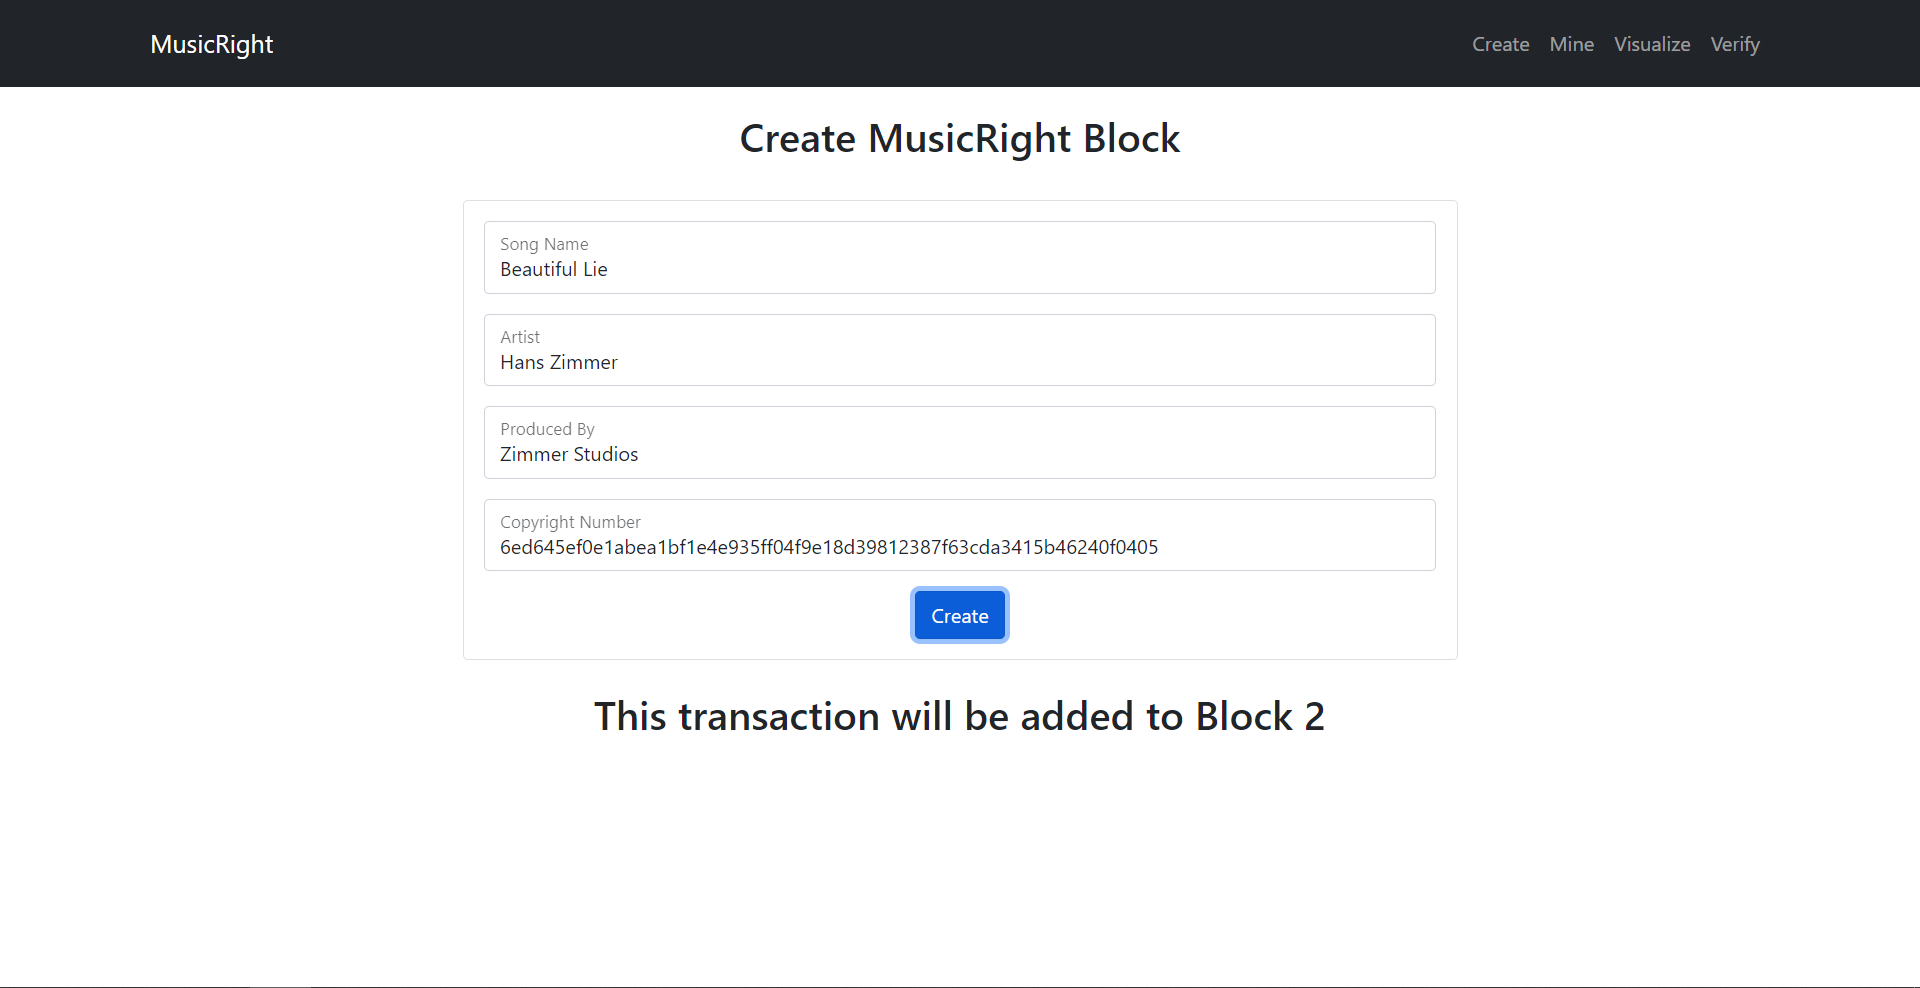 MusicRight
Create Mine Visualize Verify
Create MusicRight Block
Song Name
Beautiful Lie
Artist
Hans Zimmer
Produced By
Zimmer Studios
Copyright Number
6ed645ef0e1abea1bf1e4e935ff04f9e18d39812387f63cda3415b46240f0405
Create
This transaction will be added to Block 2